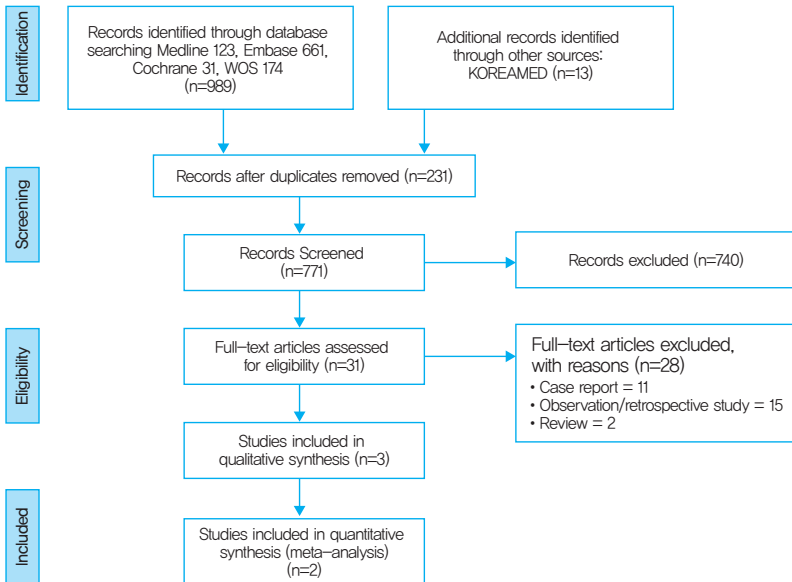 Identification
Records identified through database
searching Medline 123, Embase 661,
Cochrane 31, WOS 174
(n=989)
Additional records identified
through other sources:
KOREAMED (n=13)
Screening
Records after duplicates removed (n=231)
Records Screened
(n=771)
Records excluded (n=740)
Eligibility
Full-text articles assessed
for eligibility (n=31)
Full-text articles excluded,
with reasons (n=28)
• Case report = 11
• Observation/retrospective study = 15
• Review = 2
Studies included in
qualitative synthesis (n=3)
Included
Studies included in quantitative
synthesis (meta-analysis)
(n=2)